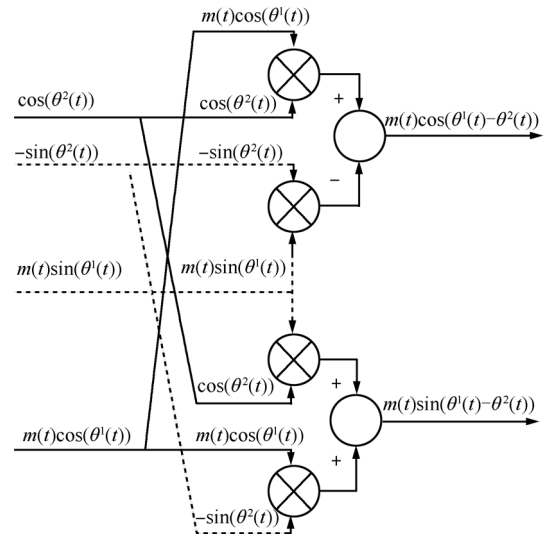 m(t)cos(θ¹(t))
cos(θ²(t))
cos(θ²(t))
+
m(t)cos(θ¹(t)−θ²(t))
−sin(θ²(t))
−sin(θ²(t))
−
m(t)sin(θ¹(t))
m(t)sin(θ¹(t))
cos(θ²(t))
+
m(t)sin(θ¹(t)−θ²(t))
m(t)cos(θ¹(t))
m(t)cos(θ¹(t))
+
−sin(θ²(t))